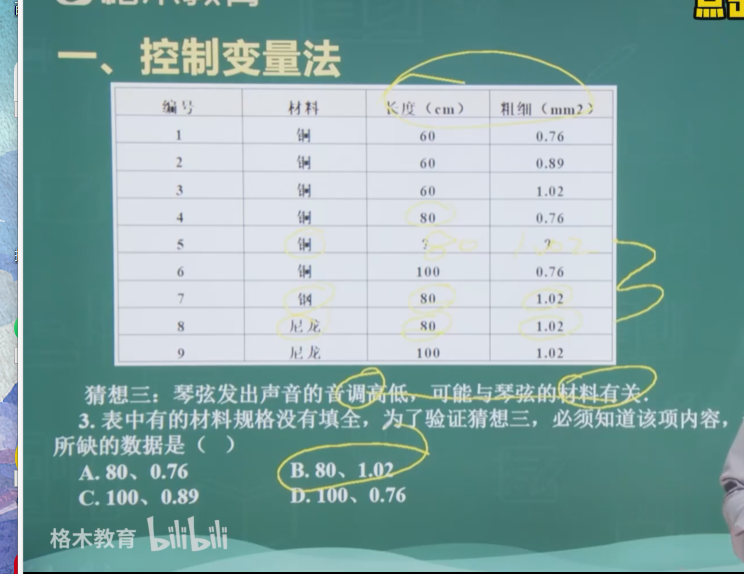 点击
一、控制变量法
编号 材料 长度（cm） 粗细（mm2）
1 铜 60 0.76
2 铜 60 0.89
3 铜 60 1.02
4 铜 80 0.76
5 铜 ? ? 80 1.02
6 铜 100 0.76
7 钢 80 1.02
8 尼龙 80 1.02
9 尼龙 100 1.02
猜想三：琴弦发出声音的音调高低，可能与琴弦的材料有关.
3. 表中有的材料规格没有填全，为了验证猜想三，必须知道该项内容，
所缺的数据是（ ）
A. 80、0.76 B. 80、1.02
C. 100、0.89 D. 100、0.76
格木教育 bilibili